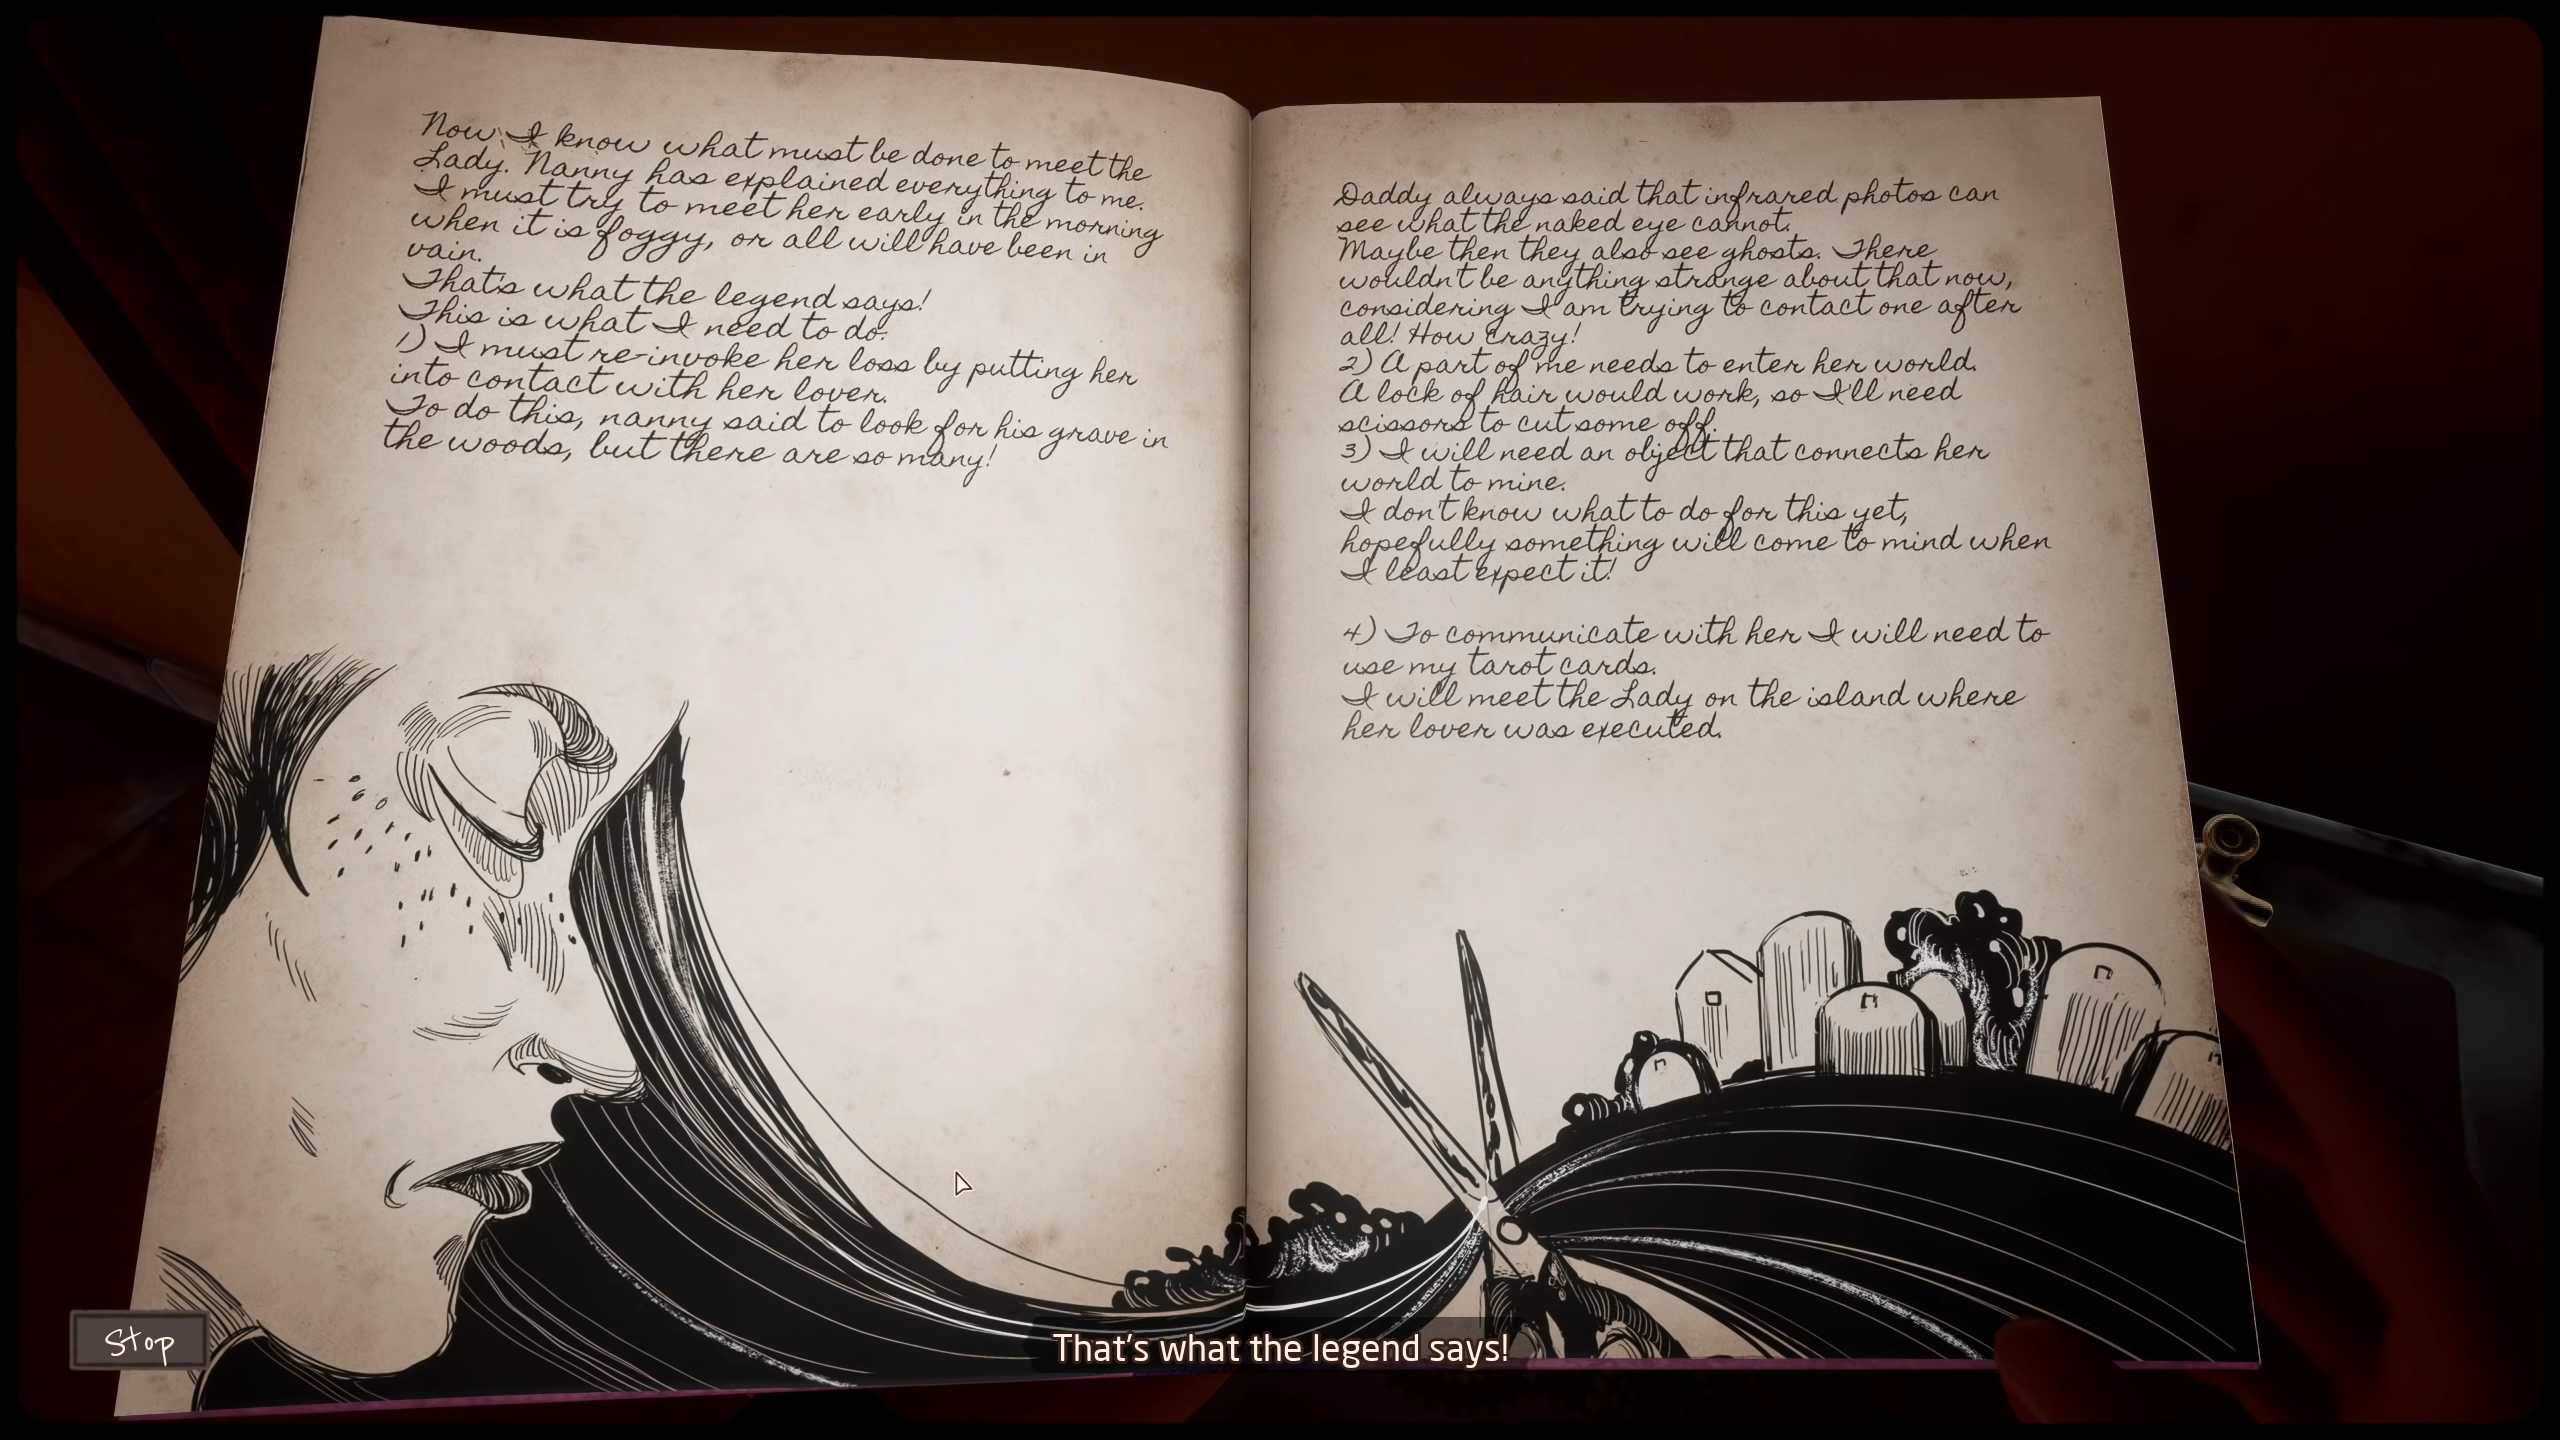 Now I know what must be done to meet the
Lady. Nanny has explained everything to me.
I must try to meet her early in the morning
when it is foggy, or all will have been in
vain.
That's what the legend says!
This is what I need to do:
1) I must re-invoke her loss by putting her
into contact with her lover.
To do this, nanny said to look for his grave in
the woods, but there are so many!
Daddy always said that infrared photos can
see what the naked eye cannot.
Maybe then they also see ghosts. There
wouldn't be anything strange about that now,
considering I am trying to contact one after
all! How crazy!
2) A part of me needs to enter her world.
A lock of hair would work, so I'll need
scissors to cut some off.
3) I will need an object that connects her
world to mine.
I don't know what to do for this yet,
hopefully something will come to mind when
I least expect it!
4) To communicate with her I will need to
use my tarot cards.
I will meet the Lady on the island where
her lover was executed.
Stop
That's what the legend says!